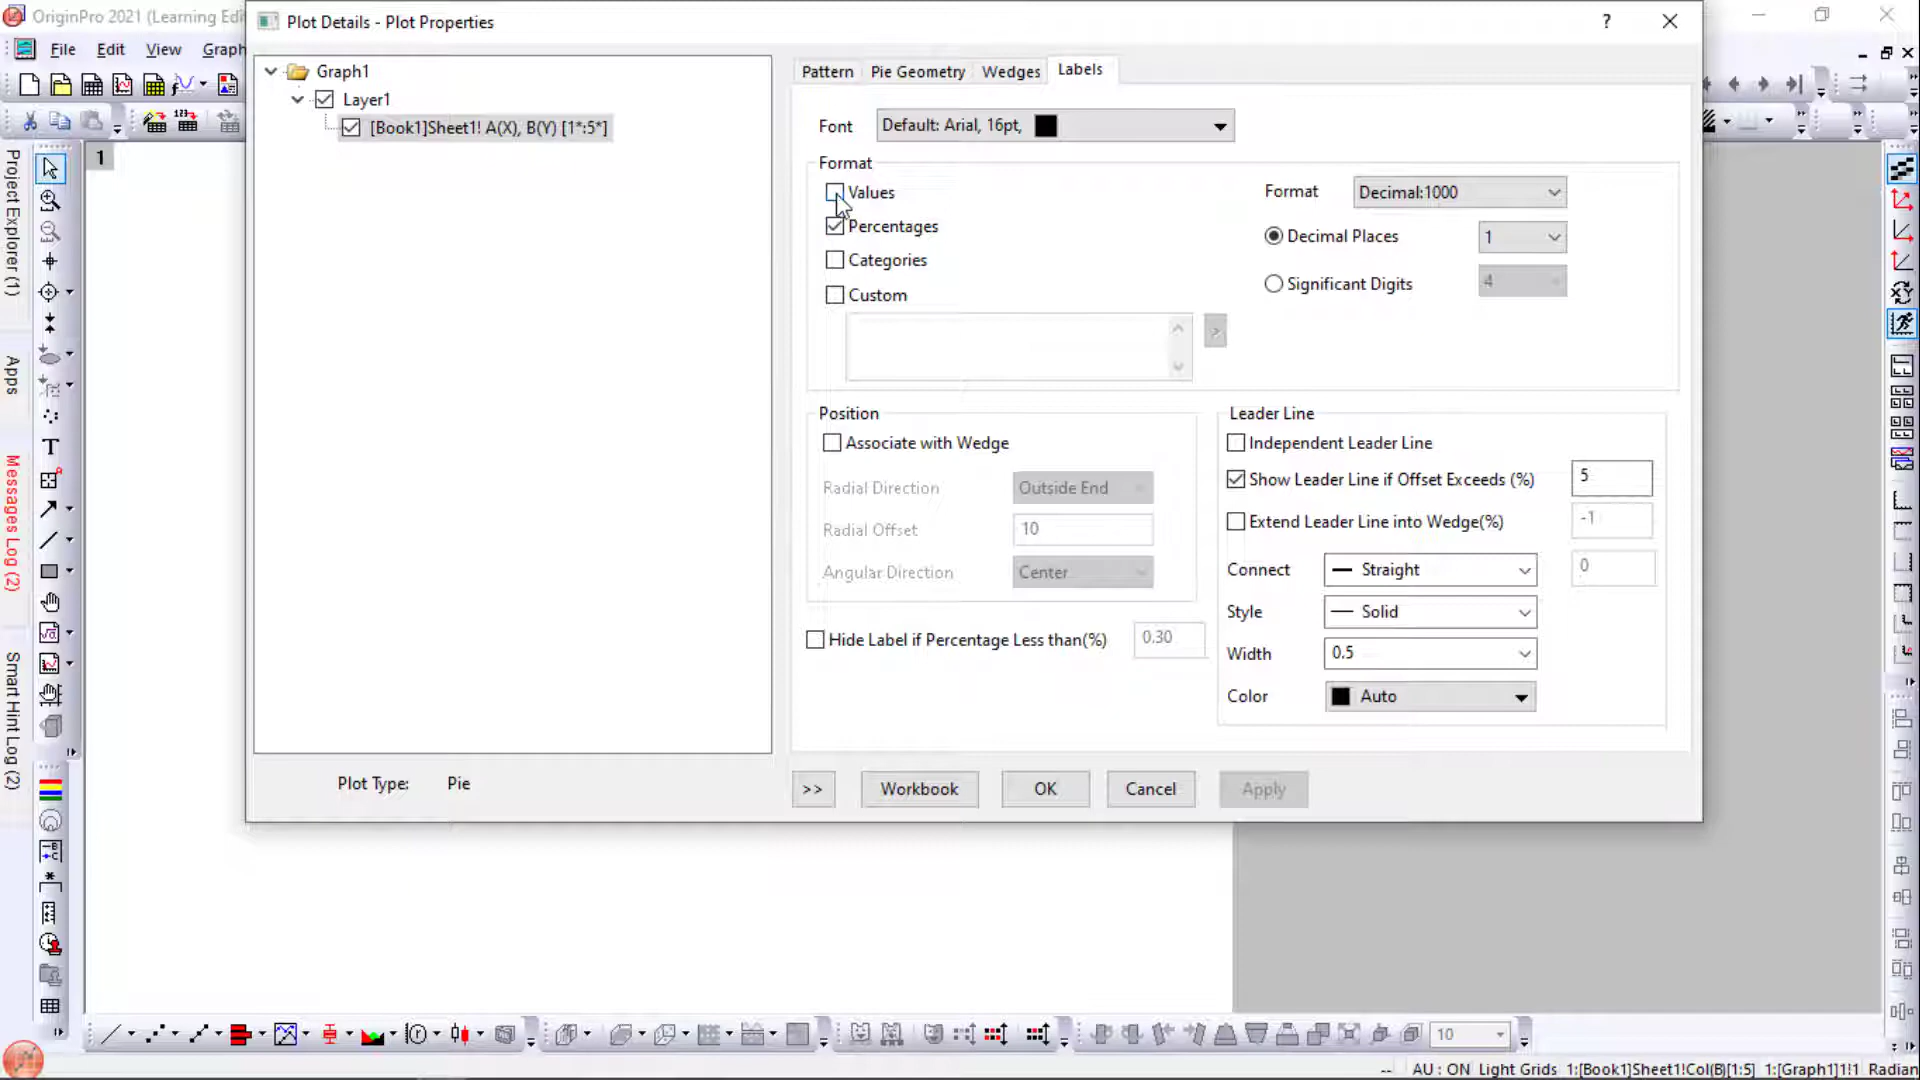 OriginPro 2021 (Learning Edi
Plot Details - Plot Properties
?
File Edit View Graph
Graph1
Layer1
[Book1]Sheet1! A(X), B(Y) [1*:5*]
Pattern Pie Geometry Wedges Labels
Font Default: Arial, 16pt,
Format
Values
Percentages
Categories
Custom
Format Decimal:1000
Decimal Places 1
Significant Digits 4
>
Position
Associate with Wedge
Radial Direction Outside End
Radial Offset 10
Angular Direction Center
Hide Label if Percentage Less than(%) 0.30
Leader Line
Independent Leader Line
Show Leader Line if Offset Exceeds (%) 5
Extend Leader Line into Wedge(%) -1
Connect Straight 0
Style Solid
Width 0.5
Color Auto
Plot Type: Pie
>> Workbook OK Cancel Apply
1
Project Explorer (1)
Apps
Messages Log (2)
Smart Hint Log (2)
T
10
-- AU : ON Light Grids 1:[Book1]Sheet1!Col(B)[1:5] 1:[Graph1]1!1 Radian